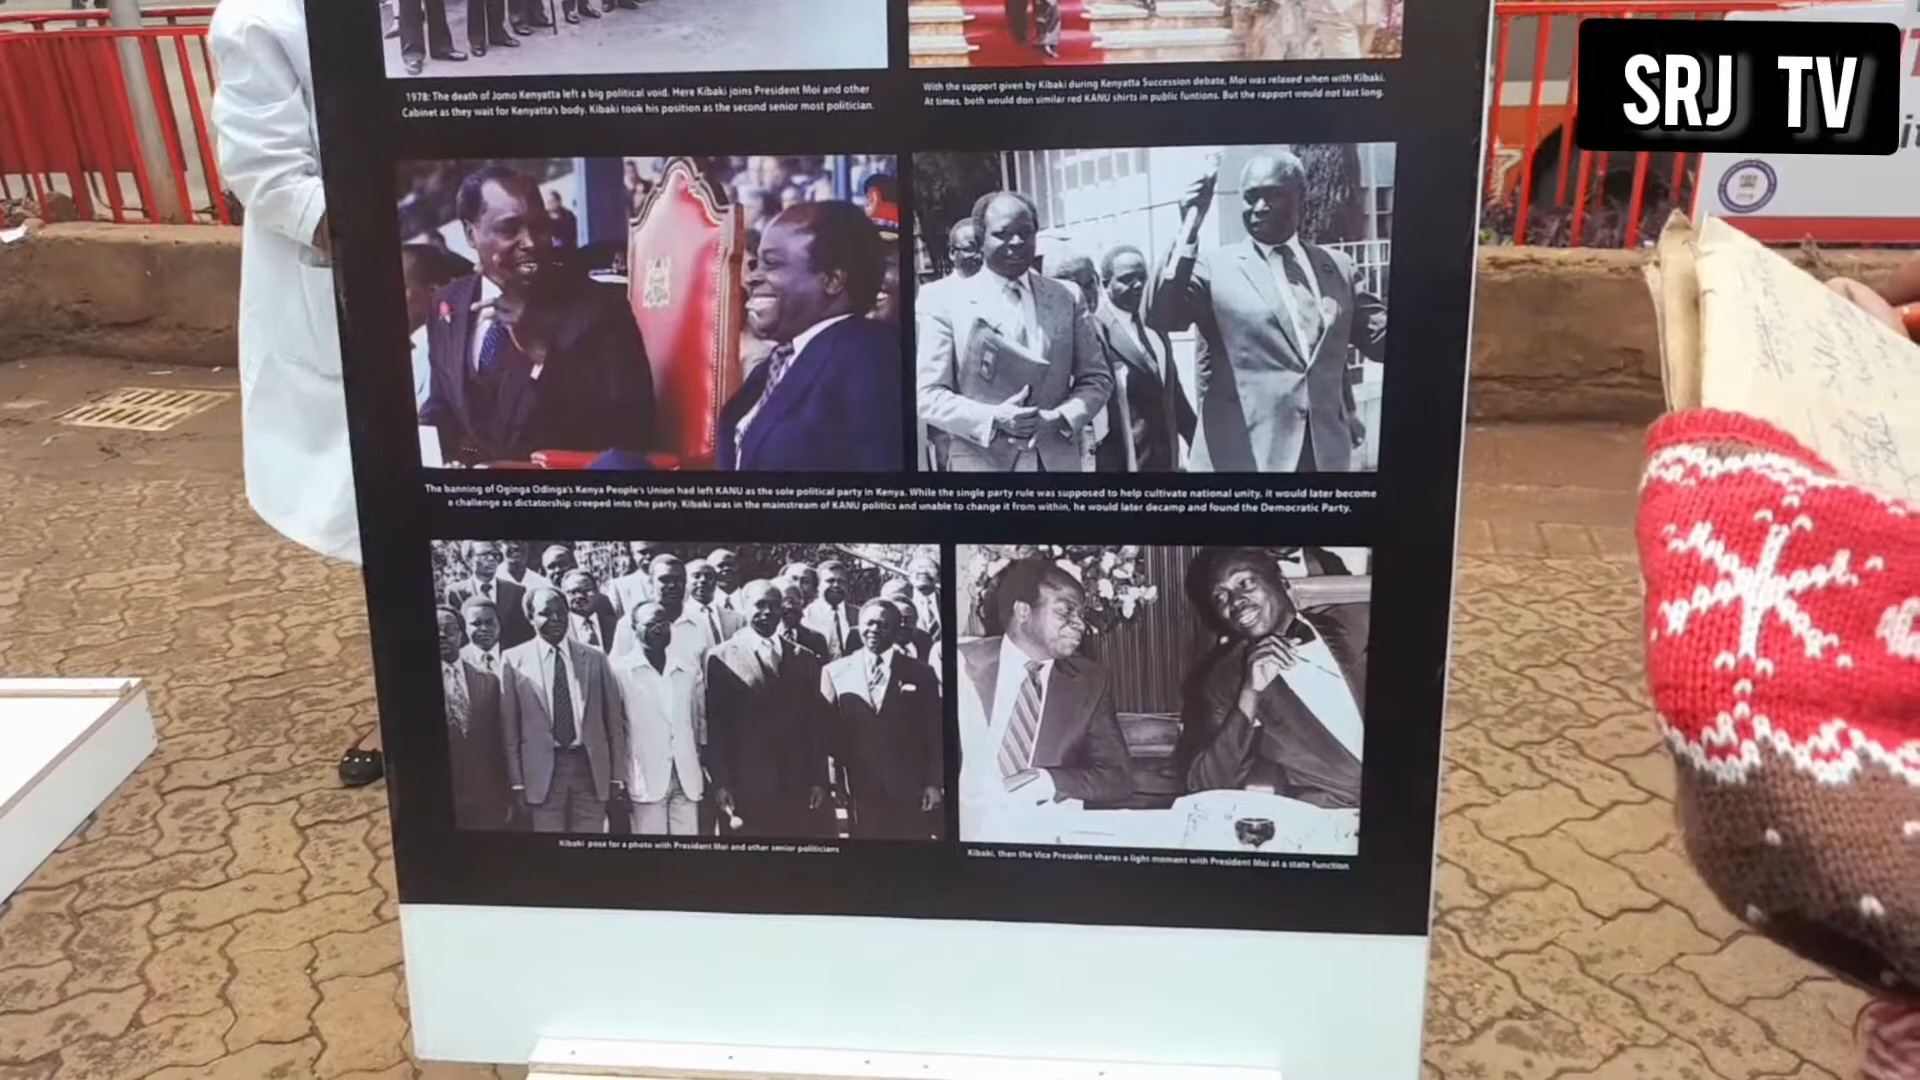 SRJ TV
1978: The death of Jomo Kenyatta left a big political void. Here Kibaki joins President Moi and other
Cabinet as they wait for Kenyatta's body. Kibaki took his position as the second senior most politician.
With the support given by Kibaki during Kenyatta Succession debate, Moi was relaxed when with Kibaki.
At times, both would don similar red KANU shirts in public funtions. But the rapport would not last long.
The banning of Oginga Odinga's Kenya People's Union had left KANU as the sole political party in Kenya. While the single party rule was supposed to help cultivate national unity, it would later become
a challenge as dictatorship creeped into the party. Kibaki was in the mainstream of KANU politics and unable to change it from within, he would later decamp and found the Democratic Party.
Kibaki pose for a photo with President Moi and other senior politicians
Kibaki, then the Vice President shares a light moment with President Moi at a state function